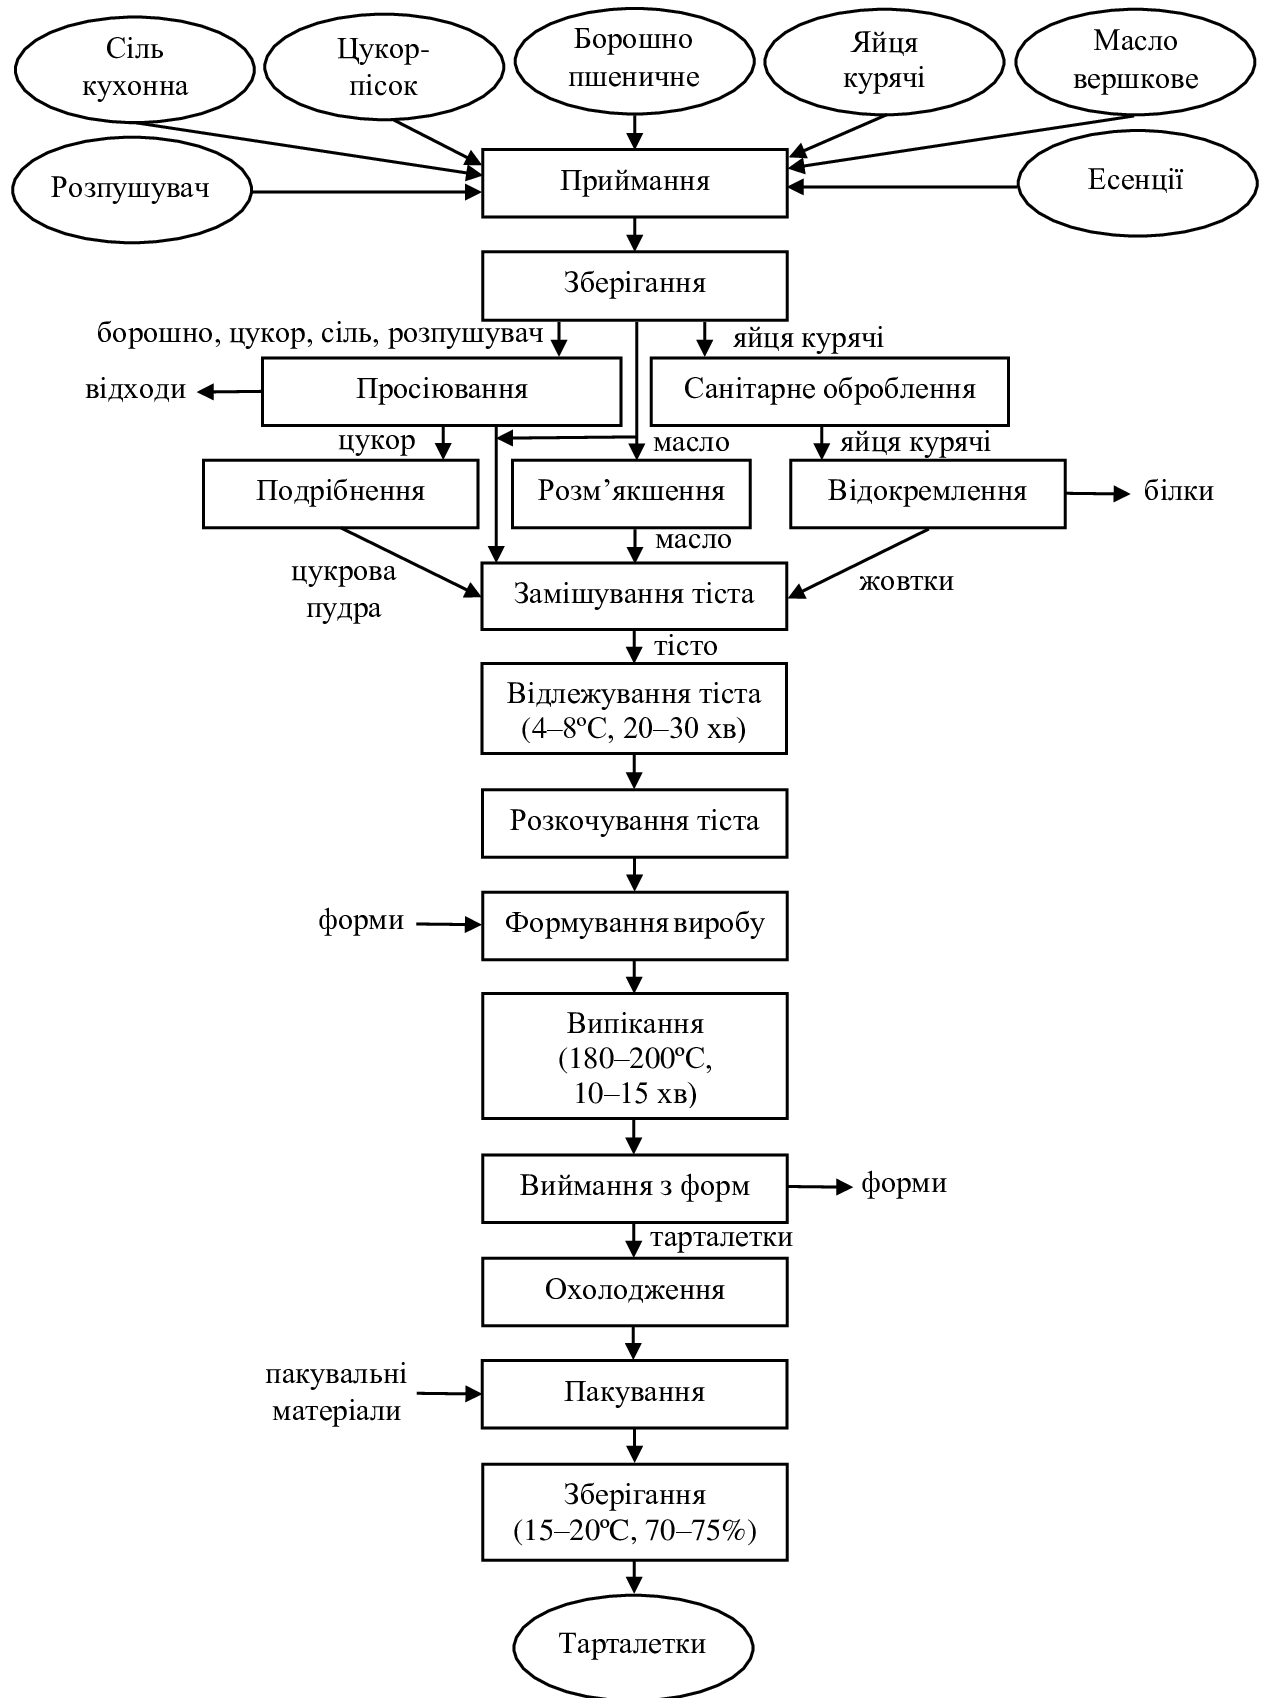 Сіль
кухонна
Цукор-
пісок
Борошно
пшеничне
Яйця
курячі
Масло
вершкове
Розпушувач
Приймання
Есенції
Зберігання
борошно, цукор, сіль, розпушувач
яйця курячі
відходи
Просіювання
Санітарне оброблення
цукор
масло
яйця курячі
Подрібнення
Розм’якшення
Відокремлення
білки
масло
цукрова
пудра
Замішування тіста
жовтки
тісто
Відлежування тіста
(4–8ºС, 20–30 хв)
Розкочування тіста
форми
Формування виробу
Випікання
(180–200ºС,
10–15 хв)
Виймання з форм
форми
тарталетки
Охолодження
пакувальні
матеріали
Пакування
Зберігання
(15–20ºС, 70–75%)
Тарталетки